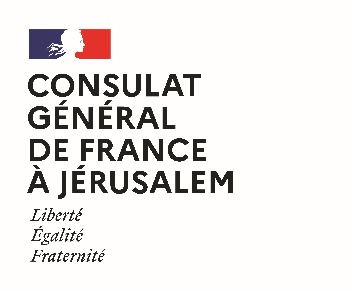 CONSULAT
GÉNÉRAL
DE FRANCE
À JÉRUSALEM
Liberté
Égalité
Fraternité